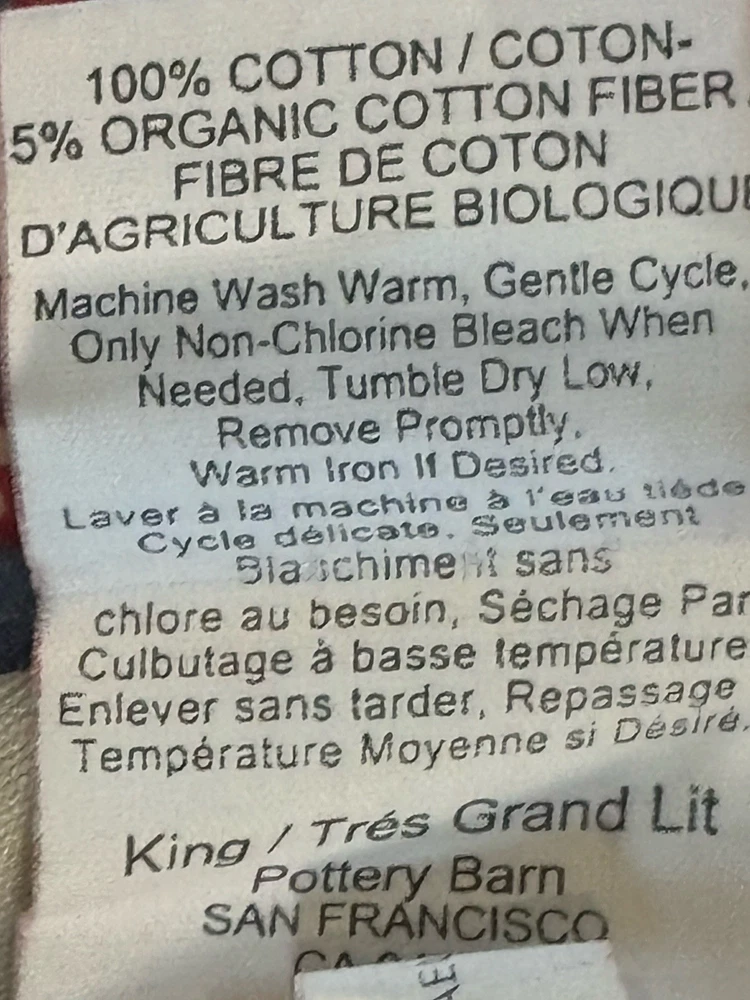 100% COTTON / COTON-
5% ORGANIC COTTON FIBER
FIBRE DE COTON
D'AGRICULTURE BIOLOGIQUE
Machine Wash Warm, Gentle Cycle,
Only Non-Chlorine Bleach When
Needed, Tumble Dry Low,
Remove Promptly.
Warm Iron If Desired.
Laver à la machine à l'eau tiède
Cycle délicate. Seulement
sans
chlore au besoin, Séchage Par
Culbutage à basse température
Enlever sans tarder, Repassage
Température Moyenne si Désiré.
King / Trés Grand Lit
Pottery Barn
SAN FRANCISCO
CA